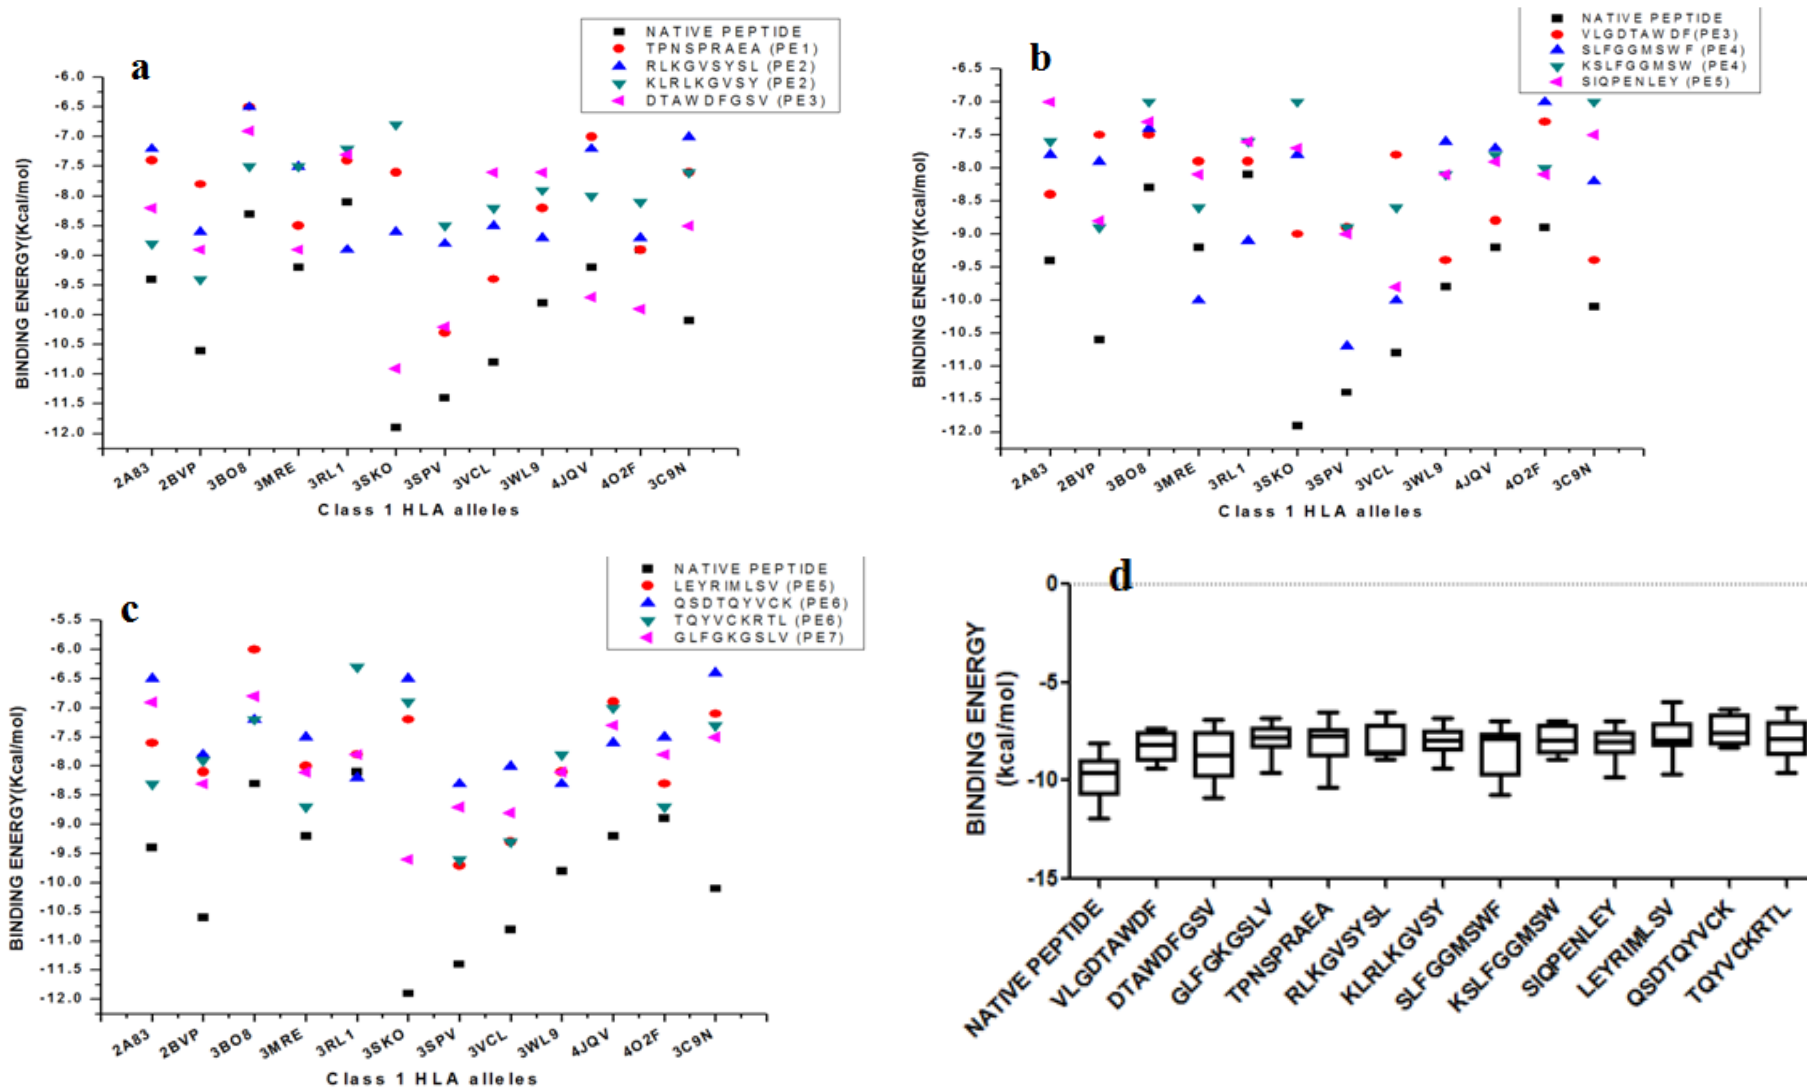 a
NATIVE PEPTIDE
TPNSPRAEA (PE1)
RLKGVSYSL (PE2)
KLRLKGVSY (PE2)
DTAWDFGSV (PE3)
BINDING ENERGY(Kcal/mol)
-6.0
-6.5
-7.0
-7.5
-8.0
-8.5
-9.0
-9.5
-10.0
-10.5
-11.0
-11.5
-12.0
2A83 2BVP 3BO8 3MRE 3RL1 3SKO 3SPV 3VCL 3WL9 4JQV 4O2F 3C9N
Class 1 HLA alleles
b
NATIVE PEPTIDE
VLGDTAWDF(PE3)
SLFGGMSWF (PE4)
KSLFGGMSW (PE4)
SIQPENLEY (PE5)
BINDING ENERGY(Kcal/mol)
-6.5
-7.0
-7.5
-8.0
-8.5
-9.0
-9.5
-10.0
-10.5
-11.0
-11.5
-12.0
2A83 2BVP 3BO8 3MRE 3RL1 3SKO 3SPV 3VCL 3WL9 4JQV 4O2F 3C9N
Class 1 HLA alleles
c
NATIVE PEPTIDE
LEYRIMLSV (PE5)
QSDTQYVCK (PE6)
TQYVCKRTL (PE6)
GLFGKGSLV (PE7)
BINDING ENERGY(Kcal/mol)
-5.5
-6.0
-6.5
-7.0
-7.5
-8.0
-8.5
-9.0
-9.5
-10.0
-10.5
-11.0
-11.5
-12.0
2A83 2BVP 3BO8 3MRE 3RL1 3SKO 3SPV 3VCL 3WL9 4JQV 4O2F 3C9N
Class 1 HLA alleles
d
BINDING ENERGY
(kcal/mol)
0
-5
-10
-15
NATIVE PEPTIDE
VLGDTAWDF
DTAWDFGSV
GLFGKGSLV
TPNSPRAEA
RLKGVSYSL
KLRLKGVSY
SLFGGMSWF
KSLFGGMSW
SIQPENLEY
LEYRIMLSV
QSDTQYVCK
TQYVCKRTL